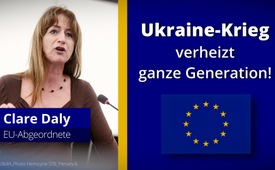 Ukraine-Krieg
verheizt
ganze Generation!
Clare Daly
EU-Abgeordnete